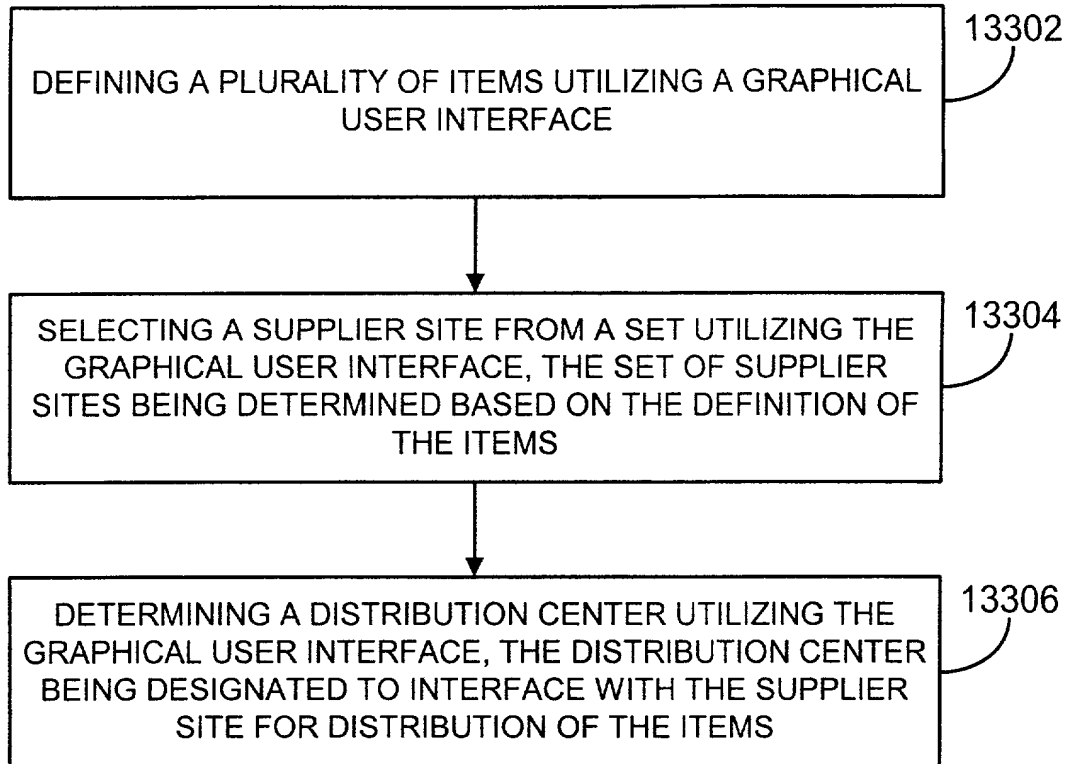 13302
DEFINING A PLURALITY OF ITEMS UTILIZING A GRAPHICAL
USER INTERFACE
13304
SELECTING A SUPPLIER SITE FROM A SET UTILIZING THE
GRAPHICAL USER INTERFACE, THE SET OF SUPPLIER
SITES BEING DETERMINED BASED ON THE DEFINITION OF
THE ITEMS
13306
DETERMINING A DISTRIBUTION CENTER UTILIZING THE
GRAPHICAL USER INTERFACE, THE DISTRIBUTION CENTER
BEING DESIGNATED TO INTERFACE WITH THE SUPPLIER
SITE FOR DISTRIBUTION OF THE ITEMS